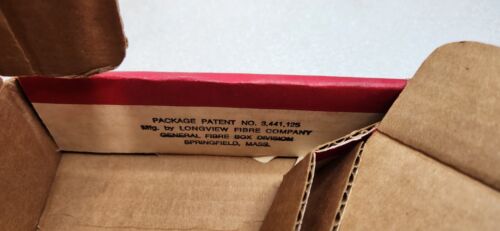 PACKAGE PATENT NO. 3,441,125
Mfg. by LONGVIEW FIBRE COMPANY
GENERAL FIBRE BOX DIVISION
SPRINGFIELD, MASS.